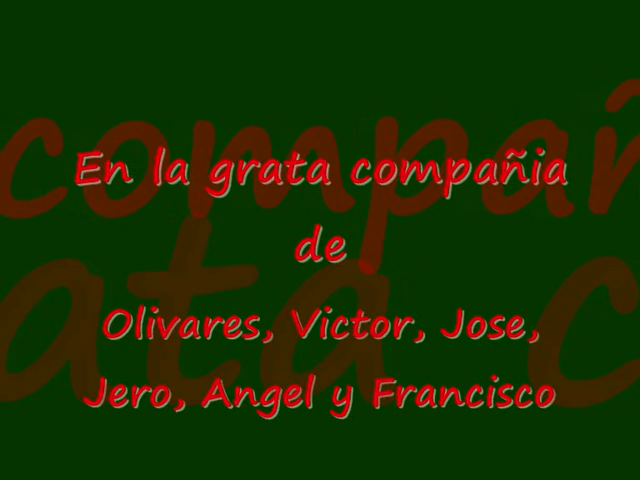 En la grata compañia
de
Olivares, Victor, Jose,
Jero, Angel y Francisco